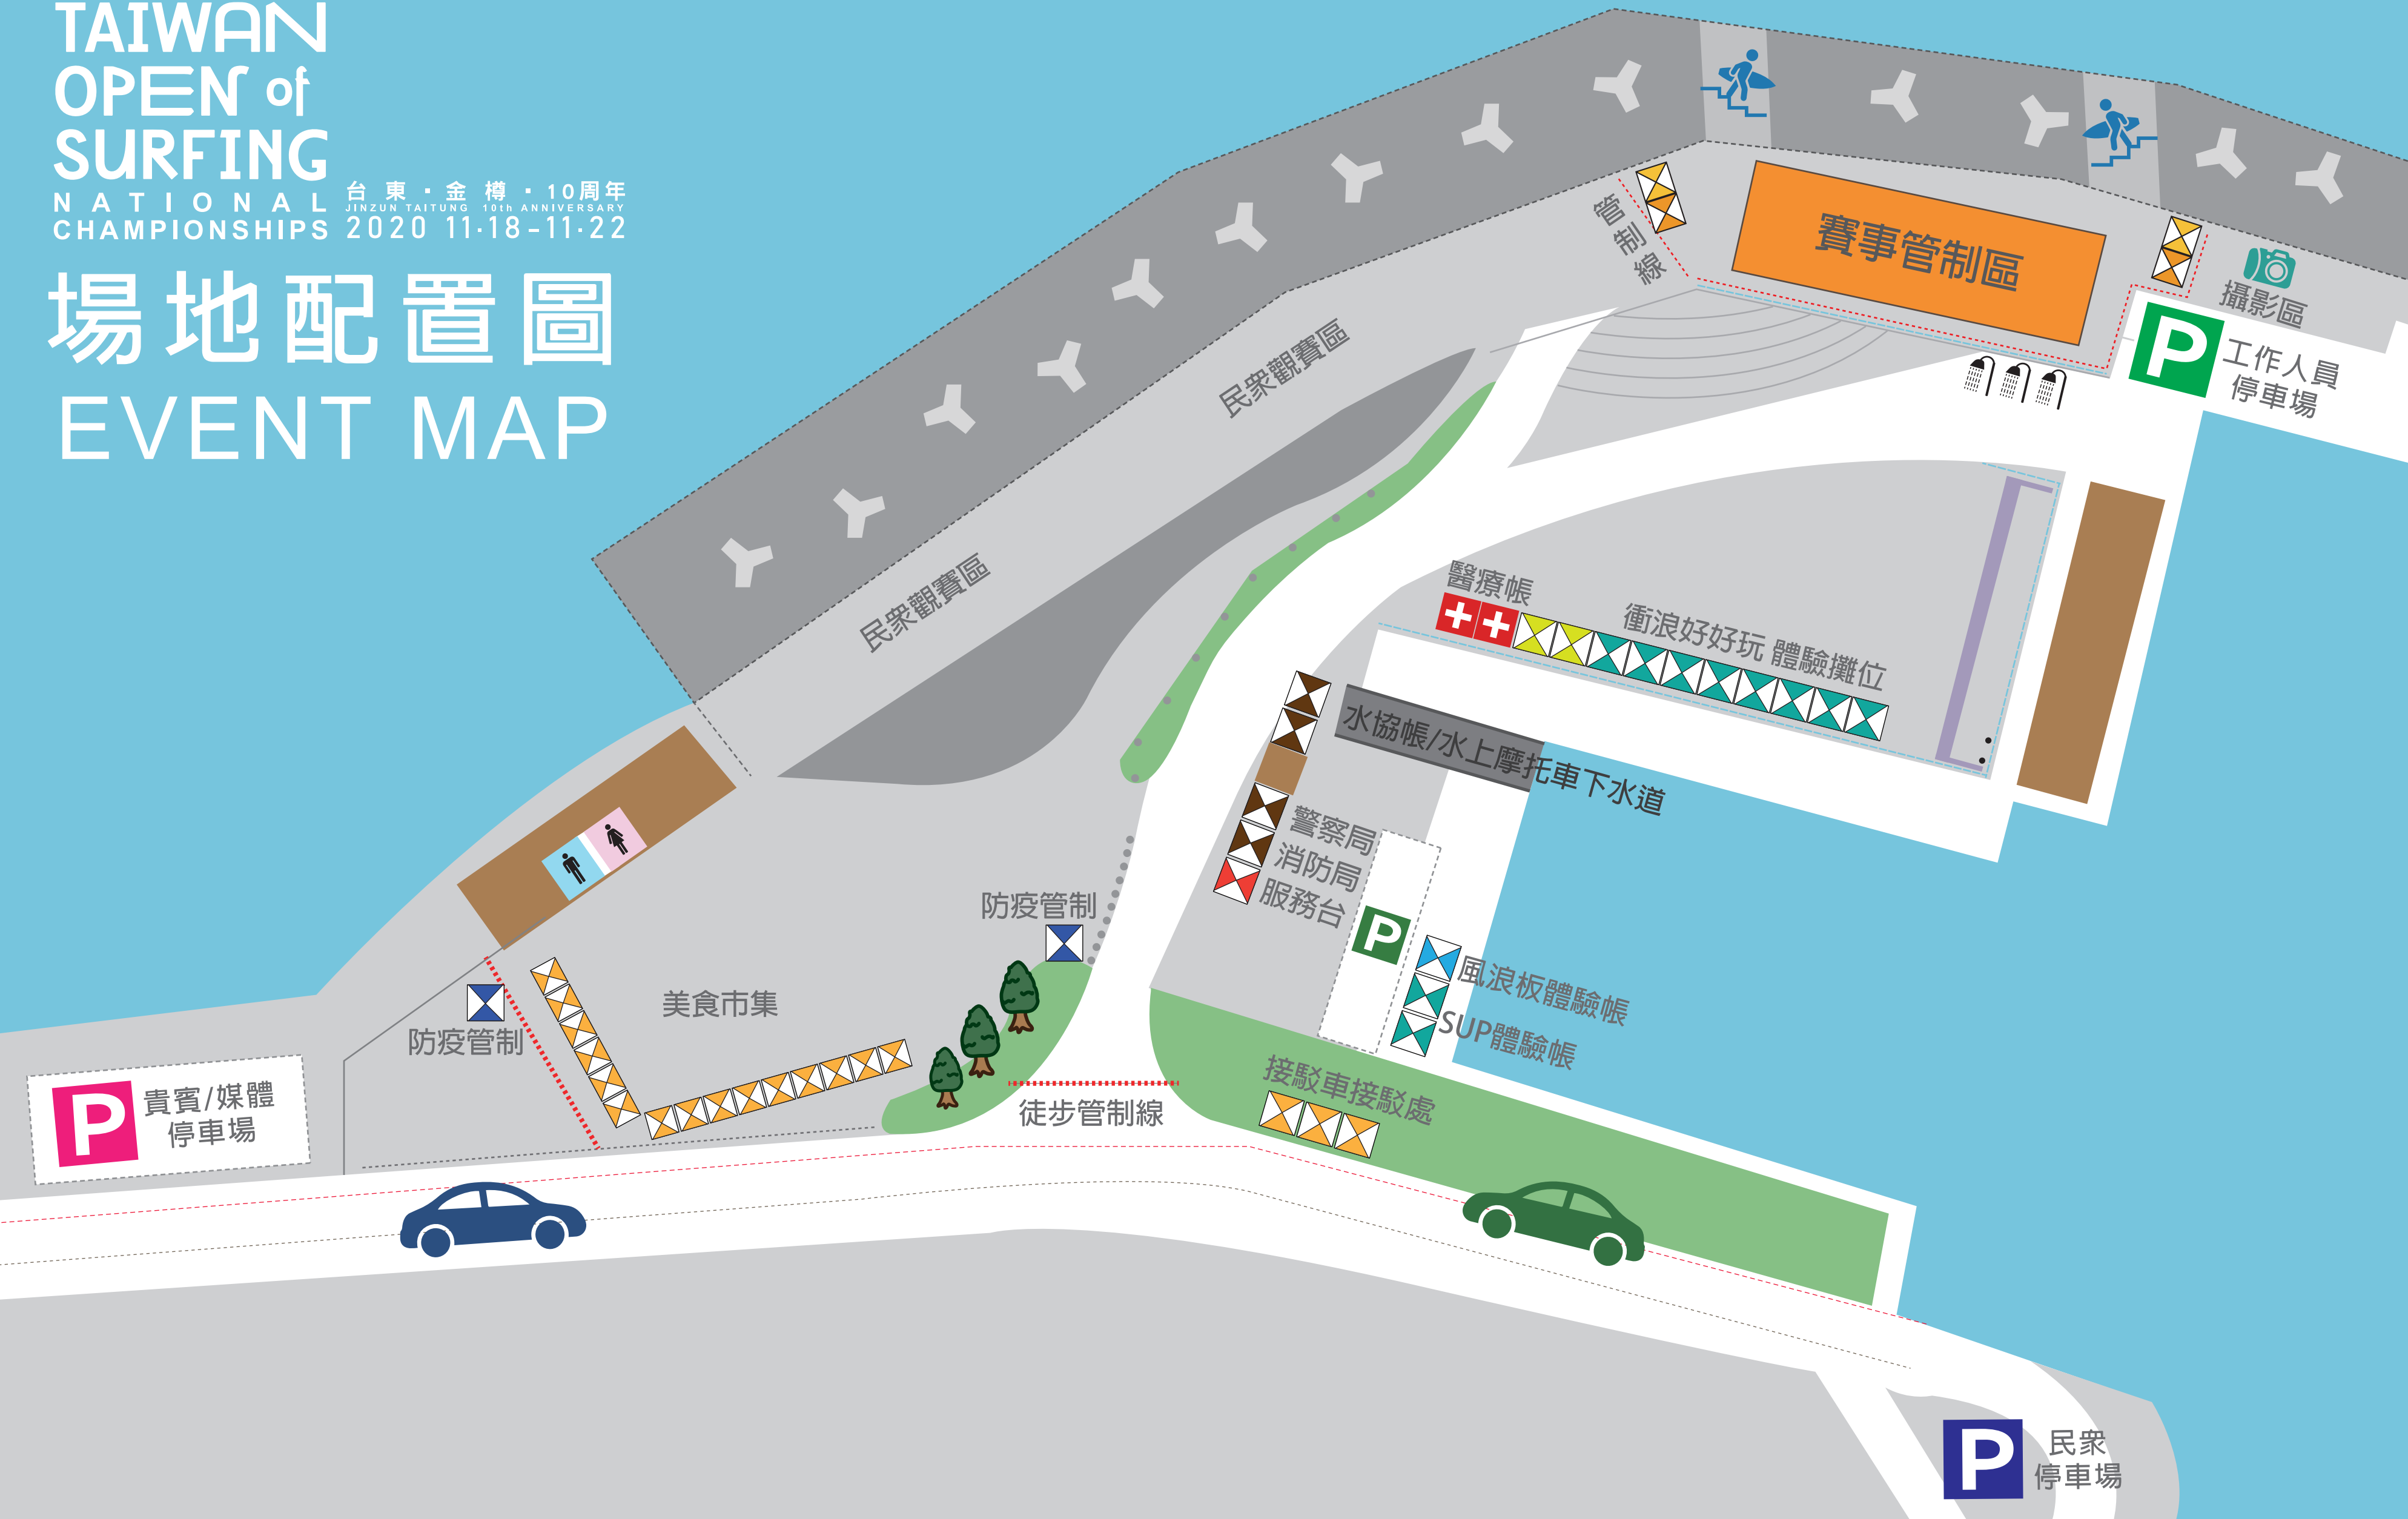 TAIWAN
OPEN of
SURFING
NATIONAL
CHAMPIONSHIPS
台東·金樽·10周年
JINZUN TAITUNG 10th ANNIVERSARY
2020 11·18-11·22
場地配置圖
EVENT MAP
管制線
賽事管制區
攝影區
P
工作人員
停車場
民眾觀賽區
民眾觀賽區
醫療帳
衝浪好好玩 體驗攤位
水協帳/水上摩托車下水道
警察局
消防局
服務台
P
風浪板體驗帳
SUP體驗帳
防疫管制
美食市集
防疫管制
接駁車接駁處
徒步管制線
P
貴賓/媒體
停車場
P
民眾
停車場